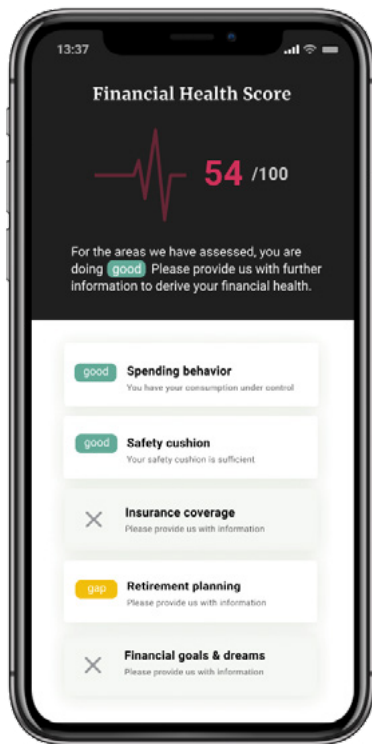 13:37
Financial Health Score
54 /100
For the areas we have assessed, you are
doing good Please provide us with further
information to derive your financial health.
good Spending behavior
You have your consumption under control
good Safety cushion
Your safety cushion is sufficient
Insurance coverage
Please provide us with information
gap Retirement planning
Please provide us with information
Financial goals & dreams
Please provide us with information